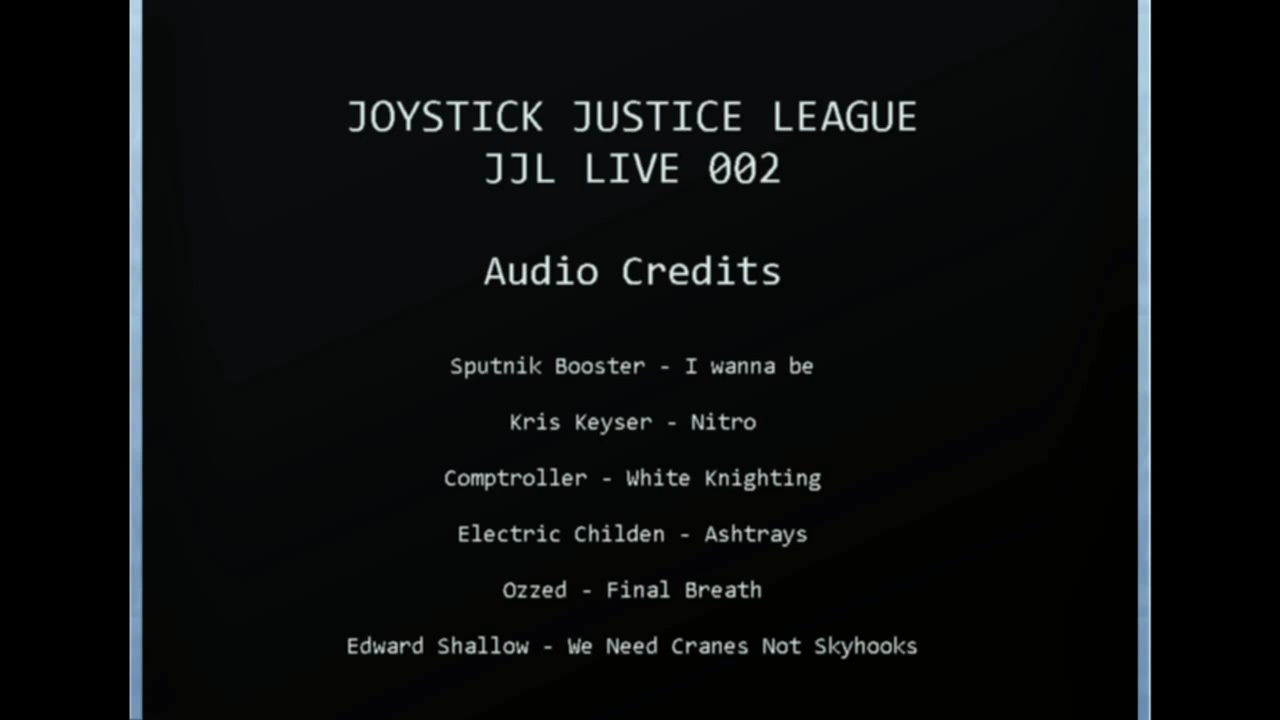 JOYSTICK JUSTICE LEAGUE
JJL LIVE 002
Audio Credits
Sputnik Booster - I wanna be
Kris Keyser - Nitro
Comptroller - White Knighting
Electric Childen - Ashtrays
Ozzed - Final Breath
Edward Shallow - We Need Cranes Not Skyhooks